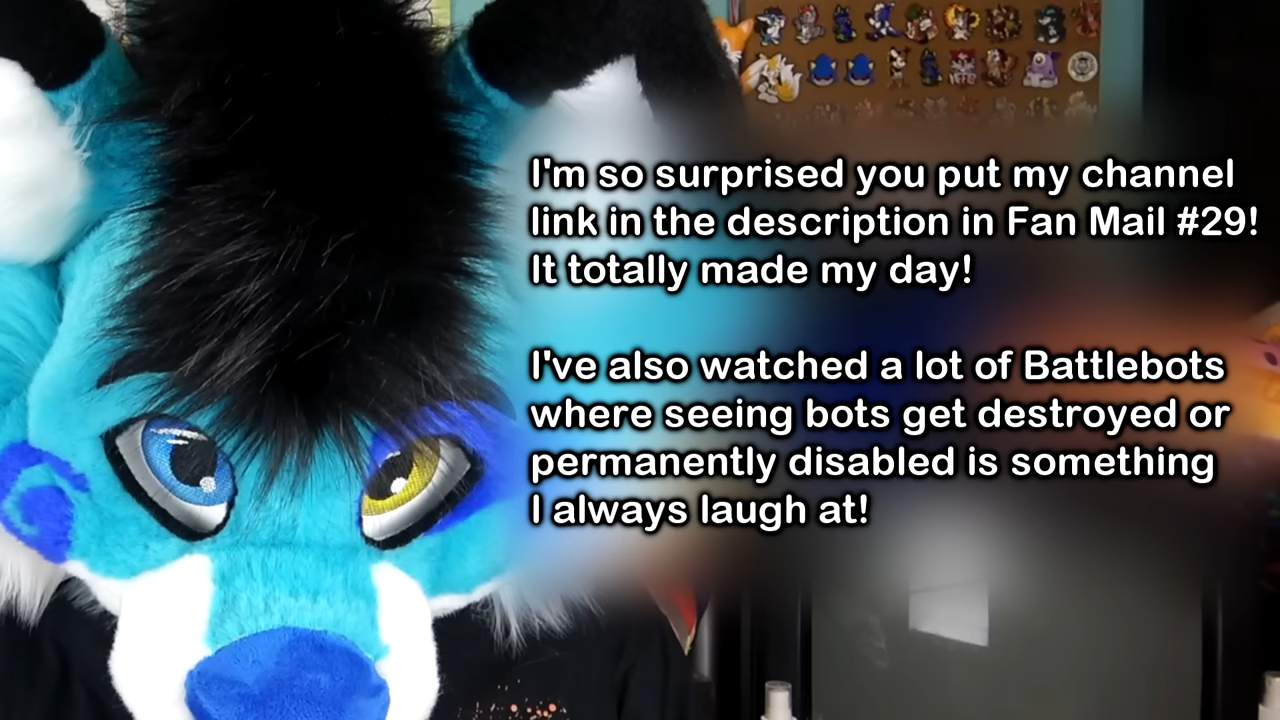 I'm so surprised you put my channel
link in the description in Fan Mail #29!
It totally made my day!
I've also watched a lot of Battlebots
where seeing bots get destroyed or
permanently disabled is something
I always laugh at!